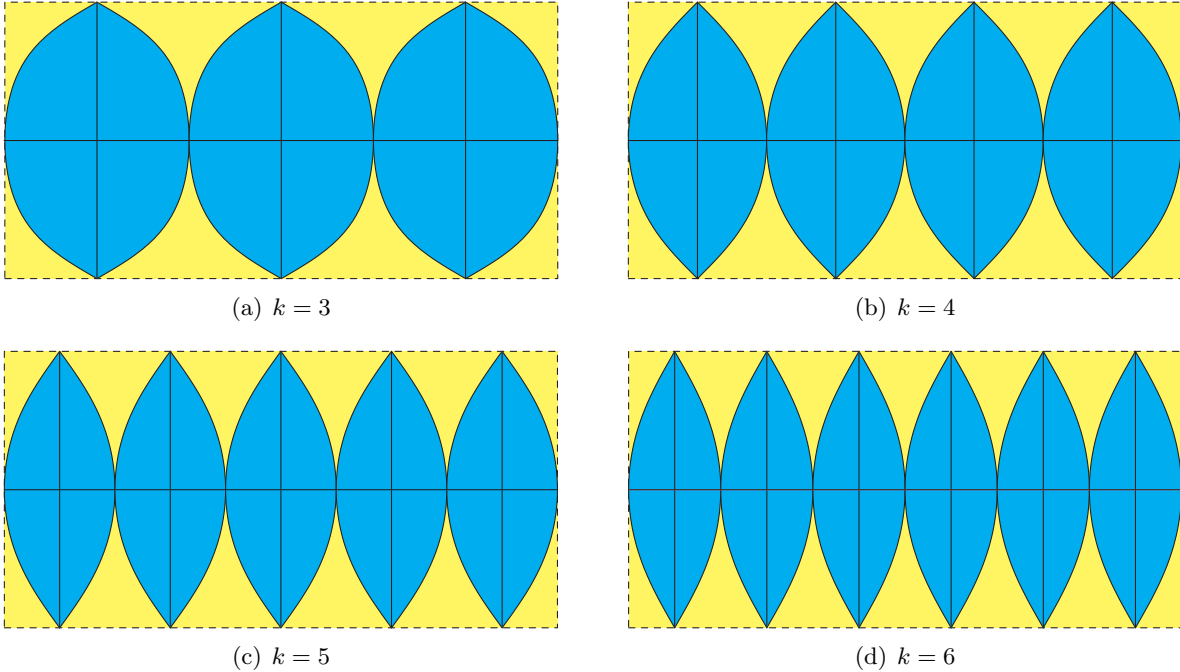 (a) k = 3
(b) k = 4
(c) k = 5
(d) k = 6